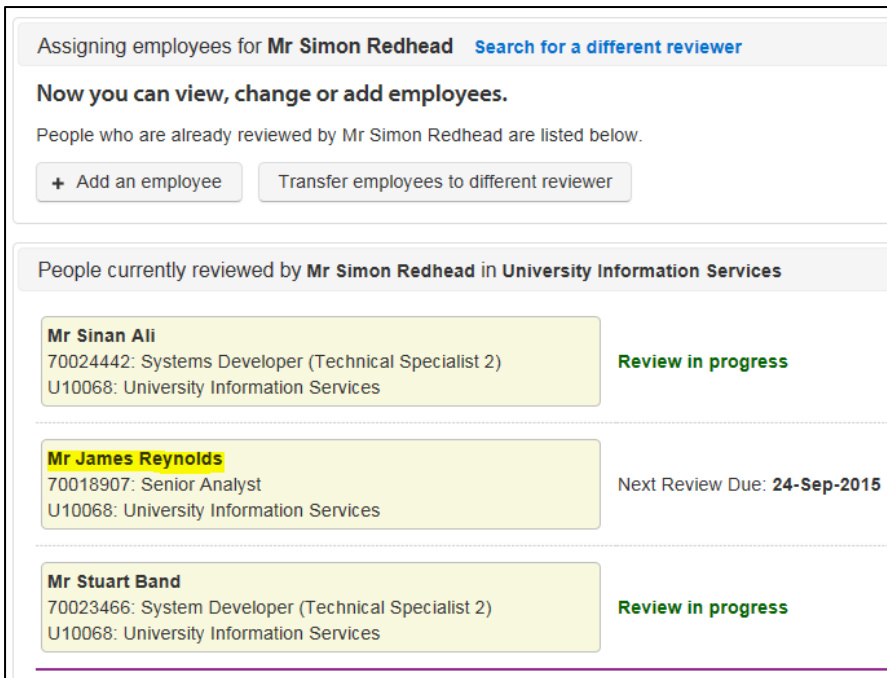 Assigning employees for Mr Simon Redhead Search for a different reviewer
Now you can view, change or add employees.
People who are already reviewed by Mr Simon Redhead are listed below.
+ Add an employee Transfer employees to different reviewer
People currently reviewed by Mr Simon Redhead in University Information Services
Mr Sinan Ali
70024442: Systems Developer (Technical Specialist 2)
U10068: University Information Services
Review in progress
Mr James Reynolds
70018907: Senior Analyst
U10068: University Information Services
Next Review Due: 24-Sep-2015
Mr Stuart Band
70023466: System Developer (Technical Specialist 2)
U10068: University Information Services
Review in progress